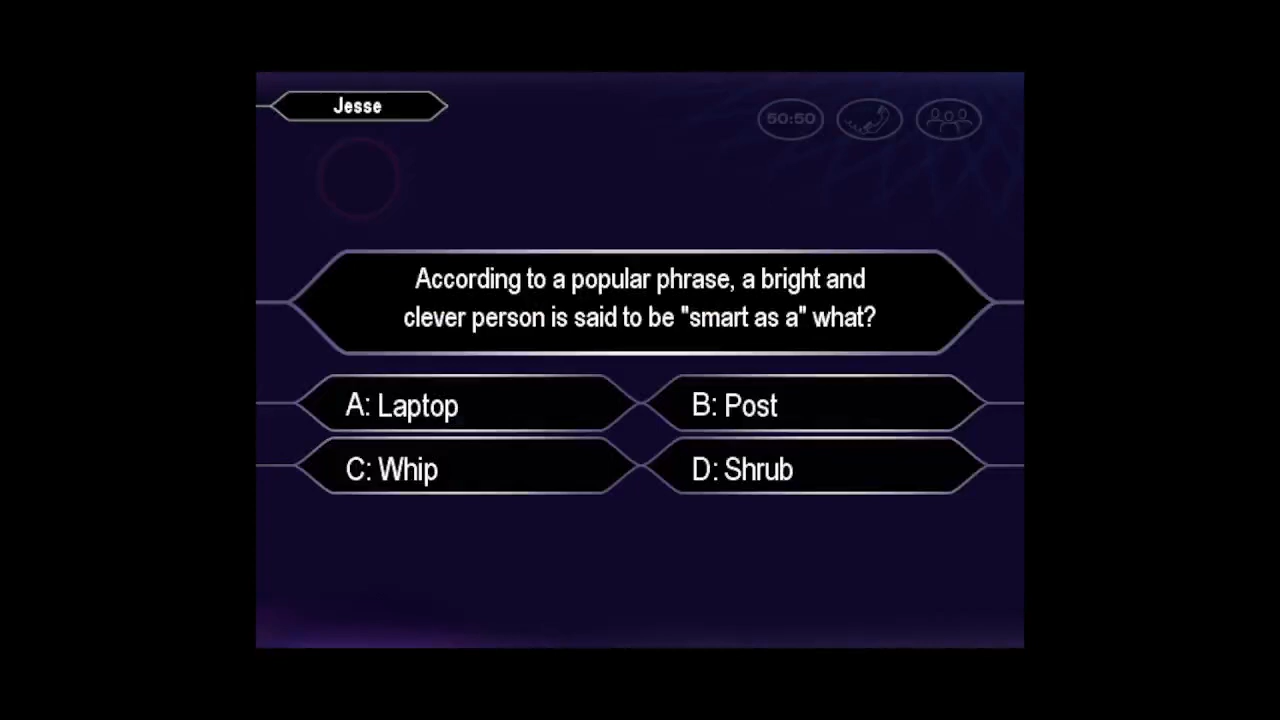 Jesse
50:50
According to a popular phrase, a bright and
clever person is said to be "smart as a" what?
A: Laptop
B: Post
C: Whip
D: Shrub